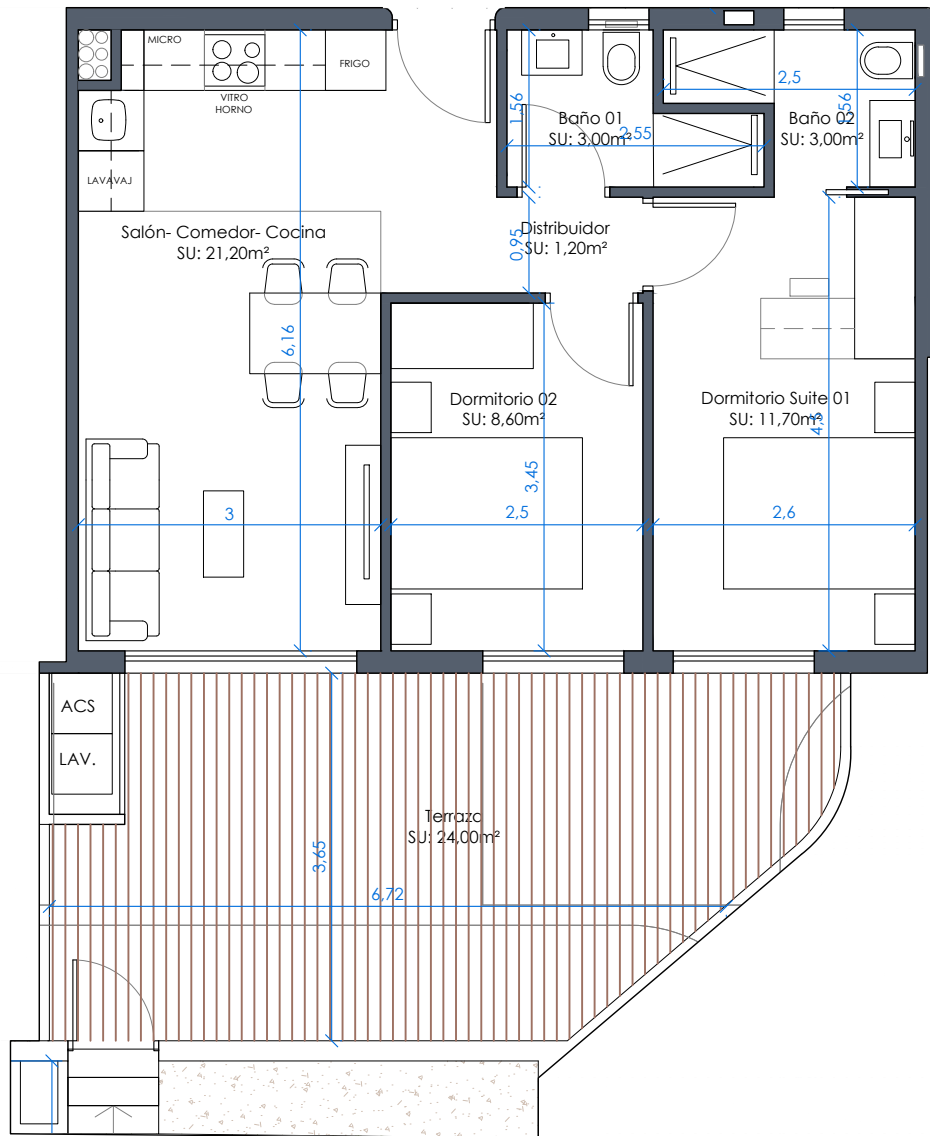 MICRO
VITRO
HORNO
FRIGO
LAVAVAJ
Salón- Comedor- Cocina
SU: 21,20m²
Baño 01
SU: 3,00m²
1,56
2,55
2,5
Baño 02
SU: 3,00m²
1,56
Distribuidor
SU: 1,20m²
0,95
6,16
Dormitorio 02
SU: 8,60m²
3,45
Dormitorio Suite 01
SU: 11,70m²
3
2,5
2,6
ACS
LAV.
Terraza
SU: 24,00m²
3,65
6,72